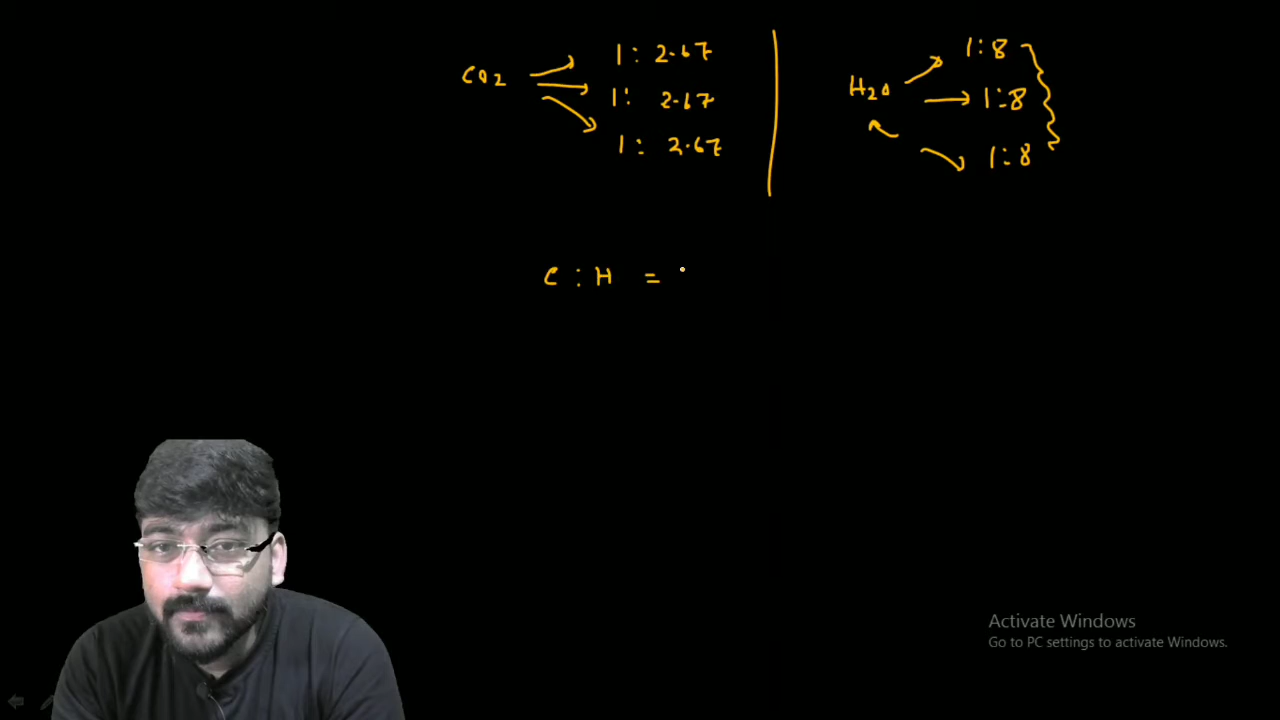 CO2 → 1 : 2.67
→ 1 : 2.67
→ 1 : 2.67
H2O → 1:8
→ 1:8
→ 1:8
C : H =
Activate Windows
Go to PC settings to activate Windows.